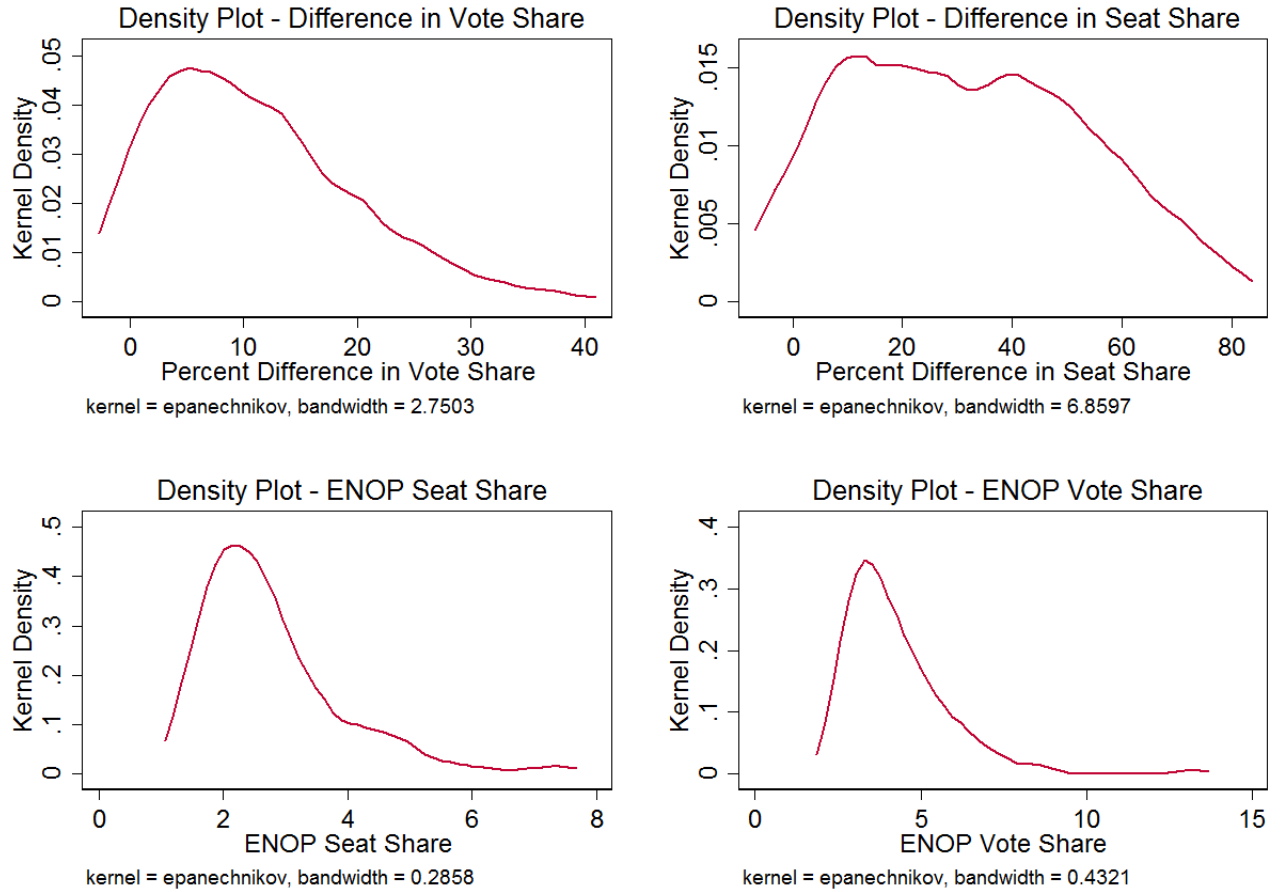 Density Plot - Difference in Vote Share
Kernel Density
0 .01 .02 .03 .04 .05
0 10 20 30 40
Percent Difference in Vote Share
kernel = epanechnikov, bandwidth = 2.7503
Density Plot - Difference in Seat Share
Kernel Density
0 .005 .01 .015
0 20 40 60 80
Percent Difference in Seat Share
kernel = epanechnikov, bandwidth = 6.8597
Density Plot - ENOP Seat Share
Kernel Density
0 .1 .2 .3 .4 .5
0 2 4 6 8
ENOP Seat Share
kernel = epanechnikov, bandwidth = 0.2858
Density Plot - ENOP Vote Share
Kernel Density
0 .1 .2 .3 .4
0 5 10 15
ENOP Vote Share
kernel = epanechnikov, bandwidth = 0.4321